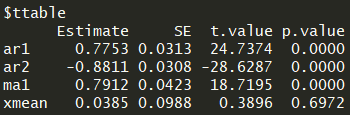 $ttable
Estimate SE t.value p.value
ar1 0.7753 0.0313 24.7374 0.0000
ar2 -0.8811 0.0308 -28.6287 0.0000
ma1 0.7912 0.0423 18.7195 0.0000
xmean 0.0385 0.0988 0.3896 0.6972